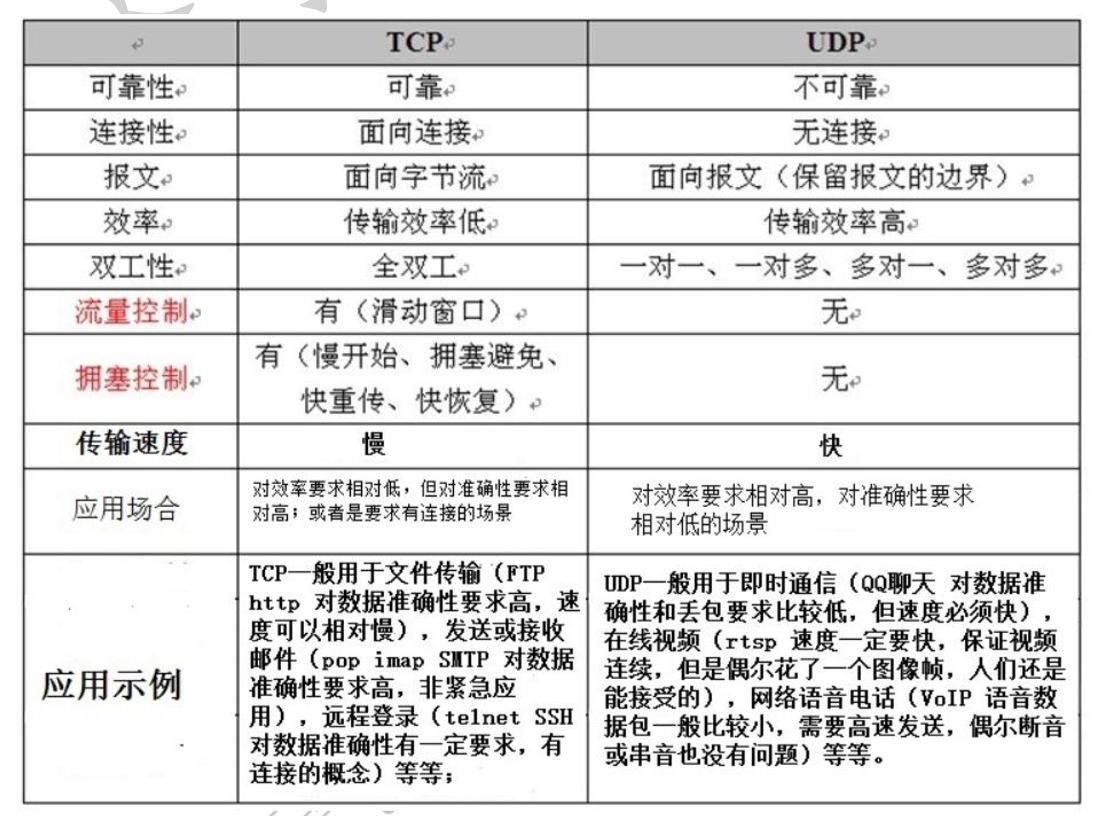 TCP UDP
可靠性 可靠 不可靠
连接性 面向连接 无连接
报文 面向字节流 面向报文（保留报文的边界）
效率 传输效率低 传输效率高
双工性 全双工 一对一、一对多、多对一、多对多
流量控制 有（滑动窗口） 无
拥塞控制 有（慢开始、拥塞避免、
快重传、快恢复） 无
传输速度 慢 快
应用场合
对效率要求相对低，但对准确性要求相
对高；或者是要求有连接的场景
对效率要求相对高，对准确性要求
相对低的场景
应用示例
TCP一般用于文件传输（FTP
http 对数据准确性要求高，速
度可以相对慢），发送或接收
邮件（pop imap SMTP 对数据
准确性要求高，非紧急应
用），远程登录（telnet SSH
对数据准确性有一定要求，有
连接的概念）等等；
UDP一般用于即时通信（QQ聊天 对数据准
确性和丢包要求比较低，但速度必须快），
在线视频（rtsp 速度一定要快，保证视频
连续，但是偶尔花了一个图像帧，人们还是
能接受的），网络语音电话（VoIP 语音数
据包一般比较小，需要高速发送，偶尔断音
或串音也没有问题）等等。